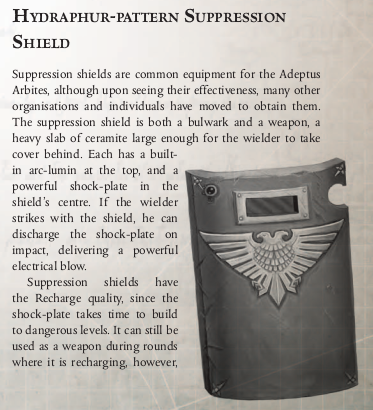 Hydraphur-pattern Suppression
Shield
Suppression shields are common equipment for the Adeptus
Arbites, although upon seeing their effectiveness, many other
organisations and individuals have moved to obtain them.
The suppression shield is both a bulwark and a weapon, a
heavy slab of ceramite large enough for the wielder to take
cover behind. Each has a built-
in arc-lumin at the top, and a
powerful shock-plate in the
shield's centre. If the wielder
strikes with the shield, he can
discharge the shock-plate on
impact, delivering a powerful
electrical blow.
Suppression shields have
the Recharge quality, since the
shock-plate takes time to build
to dangerous levels. It can still be
used as a weapon during rounds
where it is recharging, however,